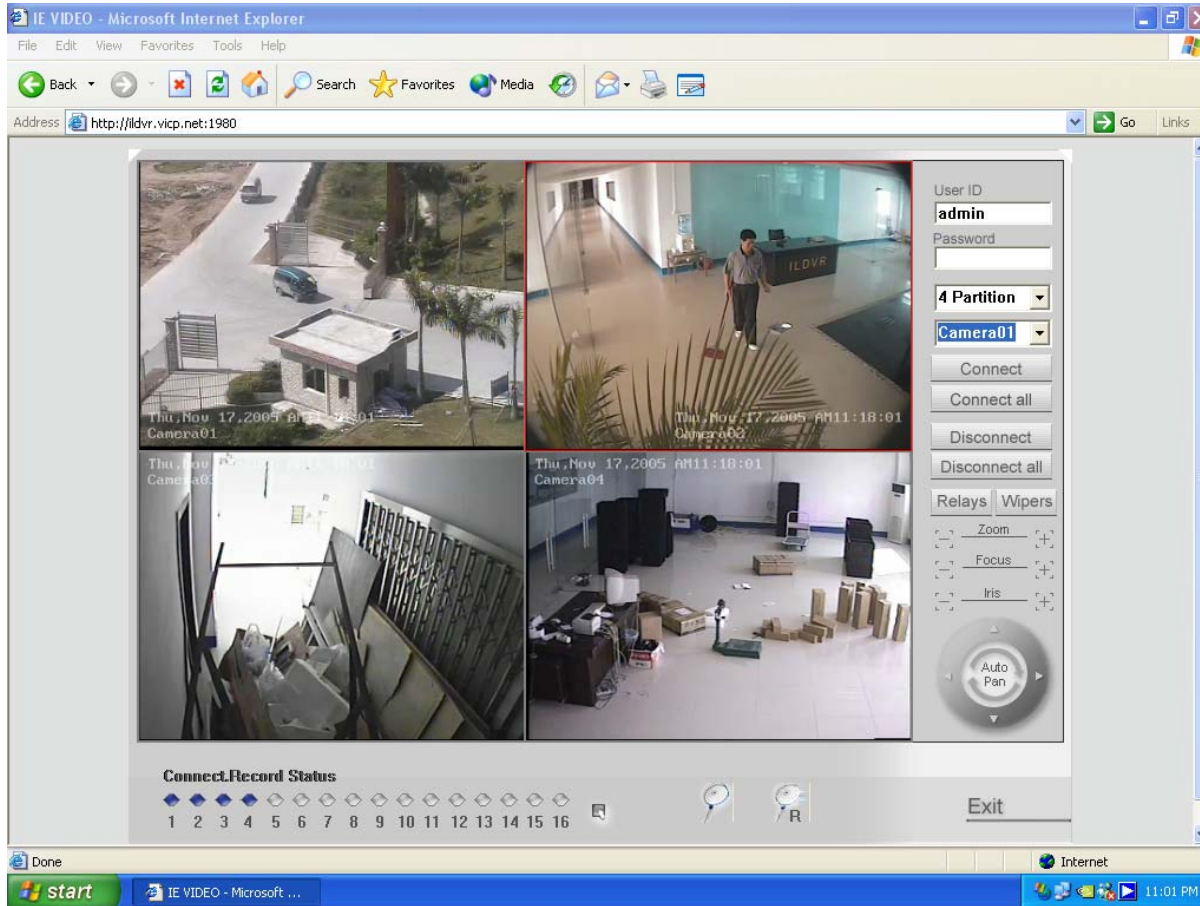 IE VIDEO - Microsoft Internet Explorer
File Edit View Favorites Tools Help
Back Search Favorites Media
Address http://ildvr.vicp.net:1980 Go Links
Thu,Nov 17,2005 01
Camera01
ILDVR
Thu,Nov 17,2005 AM11:18:01
Camera02
Thu, 01
Thu,Nov 17,2005 AM11:18:01
Camera04
User ID
admin
Password
4 Partition
Camera01
Connect
Connect all
Disconnect
Disconnect all
Relays Wipers
Zoom
Focus
Iris
Auto
Pan
Connect.Record Status
1 2 3 4 5 6 7 8 9 10 11 12 13 14 15 16
R
Exit
Done Internet
start IE VIDEO - Microsoft ... 11:01 PM